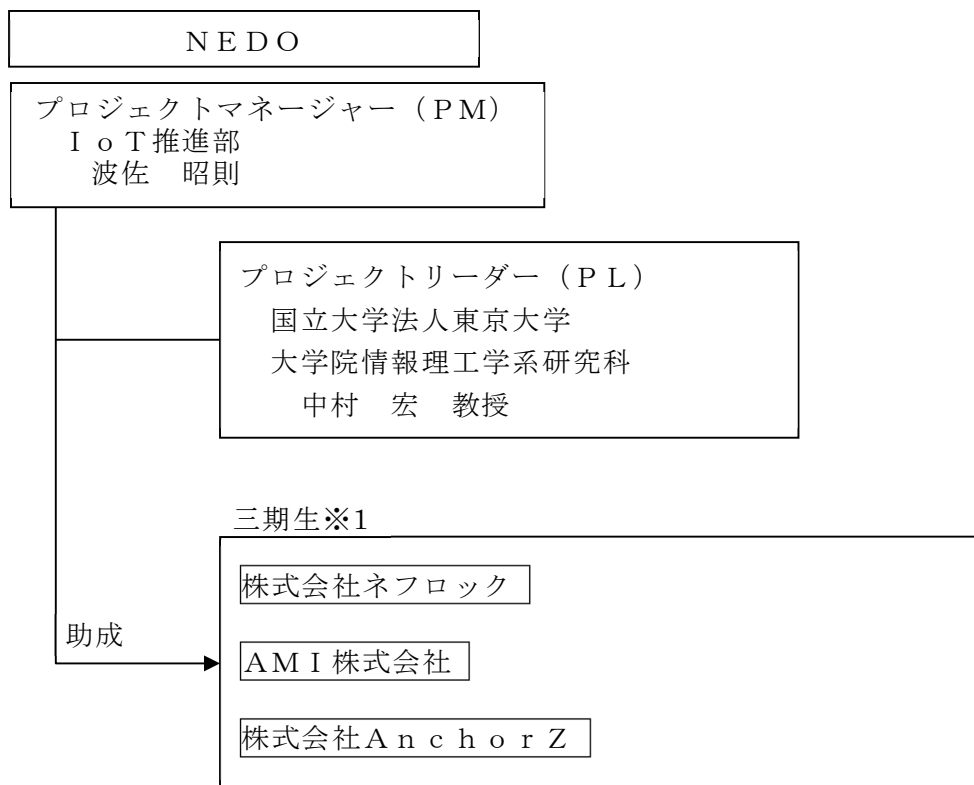 ＮＥＤＯ
プロジェクトマネージャー（ＰＭ）
ＩｏＴ推進部
波佐　昭則
プロジェクトリーダー（ＰＬ）
国立大学法人東京大学
大学院情報理工学系研究科
中村　宏　教授
三期生※1
株式会社ネフロック
助成
ＡＭＩ株式会社
株式会社ＡｎｃｈｏｒＺ